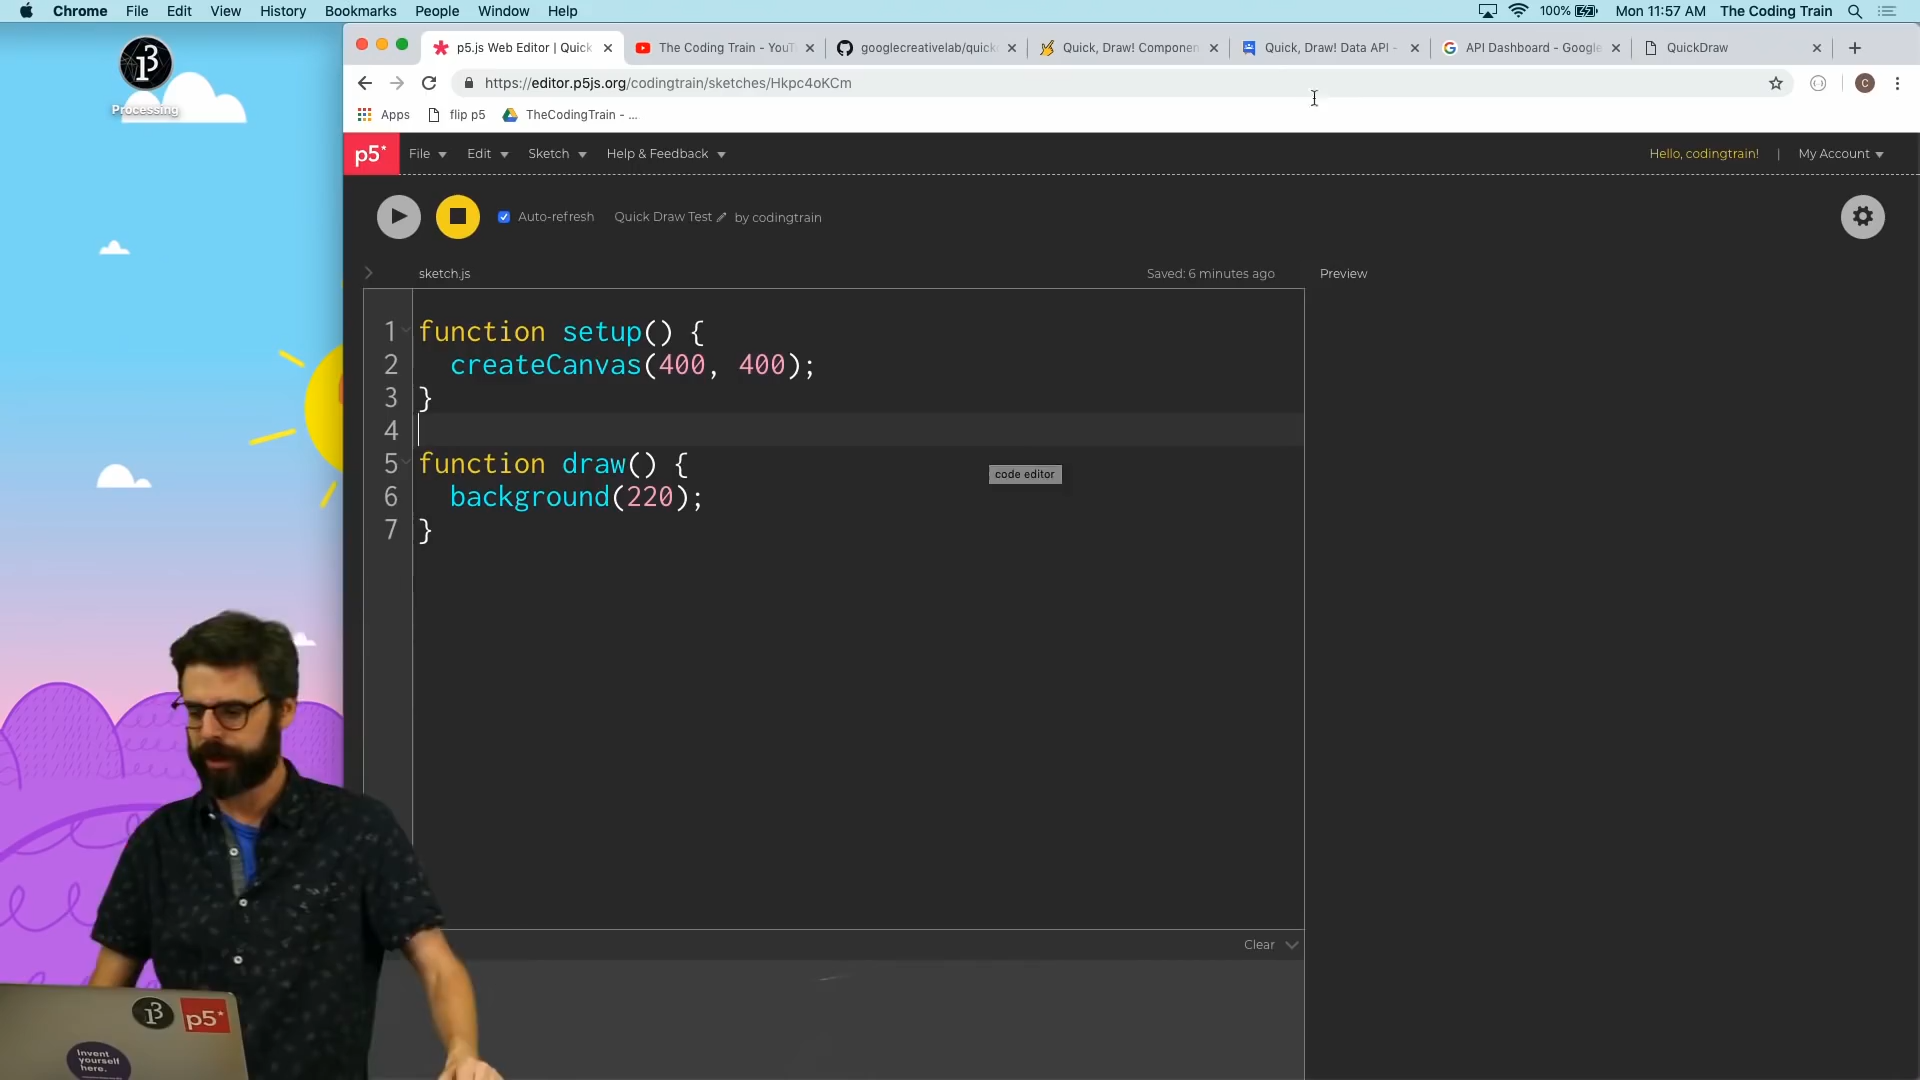 Chrome File Edit View History Bookmarks People Window Help 100% Mon 11:57 AM The Coding Train
Processing
p5.js Web Editor | Quick
The Coding Train - YouT
googlecreativelab/quick
Quick, Draw! Componen
Quick, Draw! Data API -
API Dashboard - Google
QuickDraw
https://editor.p5js.org/codingtrain/sketches/Hkpc4oKCm
C
Apps flip p5 TheCodingTrain - ...
p5* File Edit Sketch Help & Feedback Hello, codingtrain! | My Account
Auto-refresh Quick Draw Test by codingtrain
sketch.js Saved: 6 minutes ago Preview
1 function setup() {
2 createCanvas(400, 400);
3 }
4
5 function draw() {
6 background(220);
7 }
code editor
Clear
p5*
Invent
yourself
here.